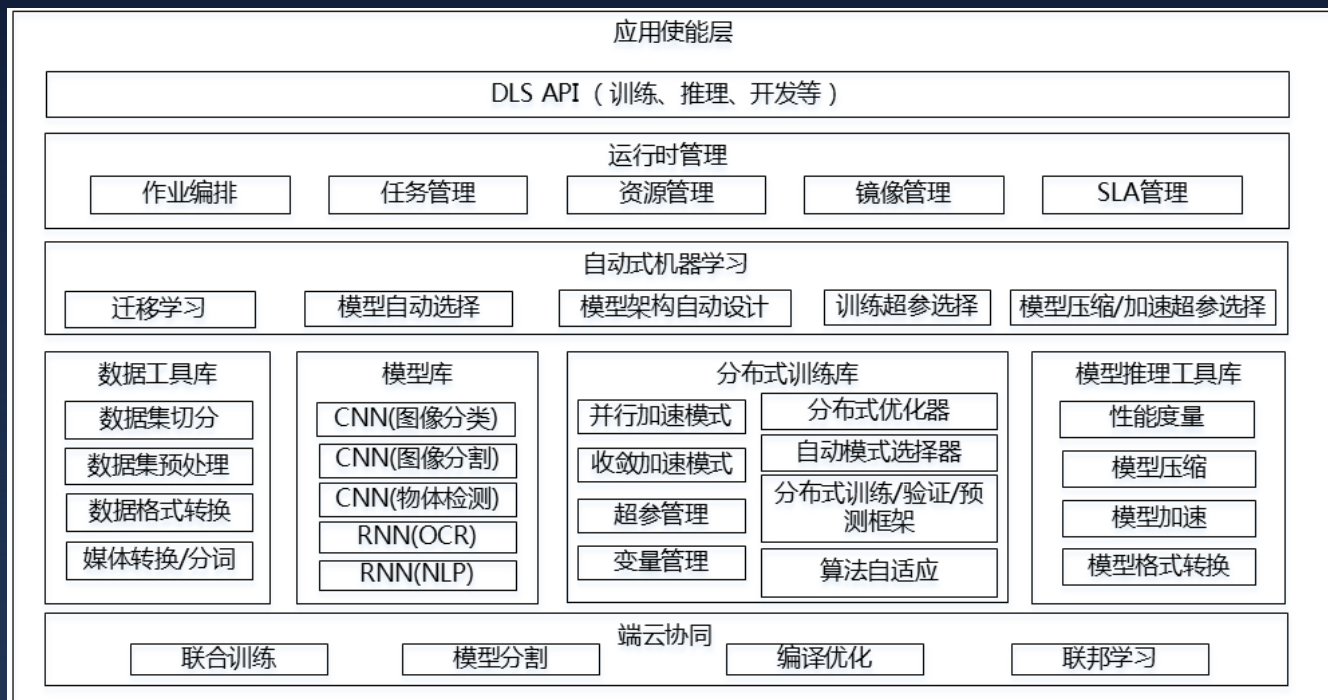 应用使能层
DLS API（训练、推理、开发等）
运行时管理
作业编排
任务管理
资源管理
镜像管理
SLA管理
自动式机器学习
迁移学习
模型自动选择
模型架构自动设计
训练超参选择
模型压缩/加速超参选择
数据工具库
数据集切分
数据集预处理
数据格式转换
媒体转换/分词
模型库
CNN(图像分类)
CNN(图像分割)
CNN(物体检测)
RNN(OCR)
RNN(NLP)
分布式训练库
并行加速模式
收敛加速模式
超参管理
变量管理
分布式优化器
自动模式选择器
分布式训练/验证/预
测框架
算法自适应
模型推理工具库
性能度量
模型压缩
模型加速
模型格式转换
端云协同
联合训练
模型分割
编译优化
联邦学习